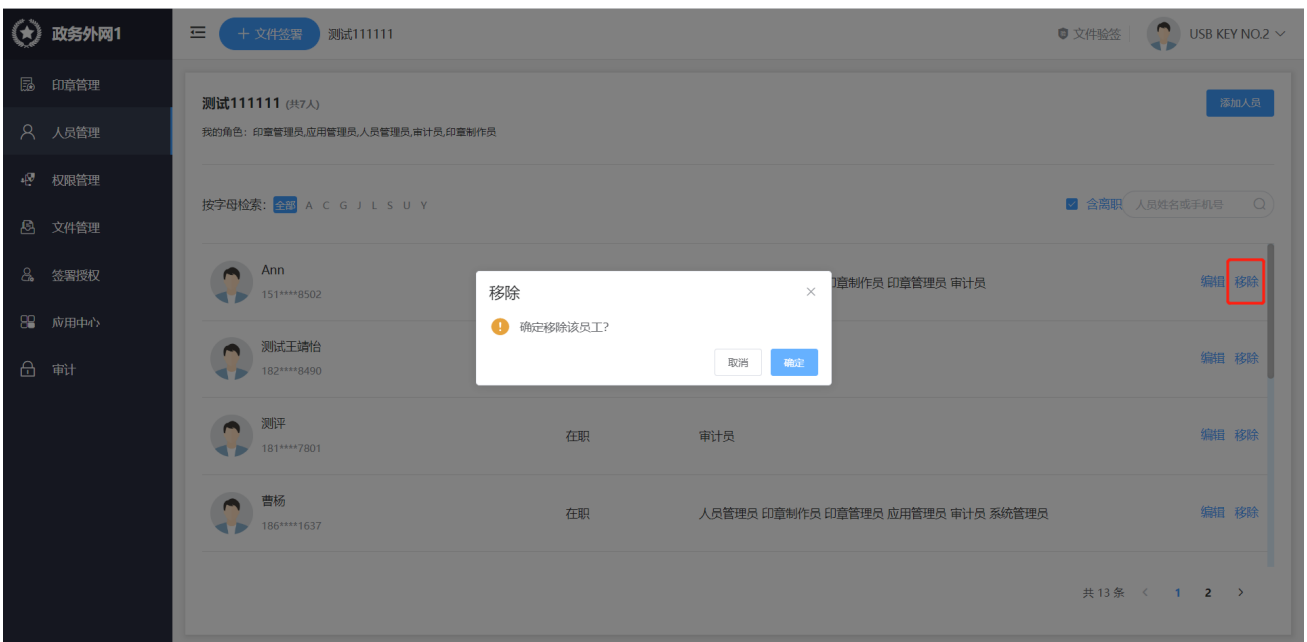 政务外网1
+ 文件签署
测试111111
文件验签
USB KEY NO.2
印章管理
人员管理
权限管理
文件管理
签署授权
应用中心
审计
测试111111 (共7人)
添加人员
我的角色：印章管理员,应用管理员,人员管理员,审计员,印章制作员
按字母检索： 全部 A C G J L S U Y
含离职
人员姓名或手机号
Ann
151****8502
印章制作员 印章管理员 审计员
编辑 移除
移除
确定移除该员工?
取消 确定
测试王靖怡
182****8490
编辑 移除
测评
181****7801
在职
审计员
编辑 移除
曹杨
186****1637
在职
人员管理员 印章制作员 印章管理员 应用管理员 审计员 系统管理员
编辑 移除
共 13 条 < 1 2 >